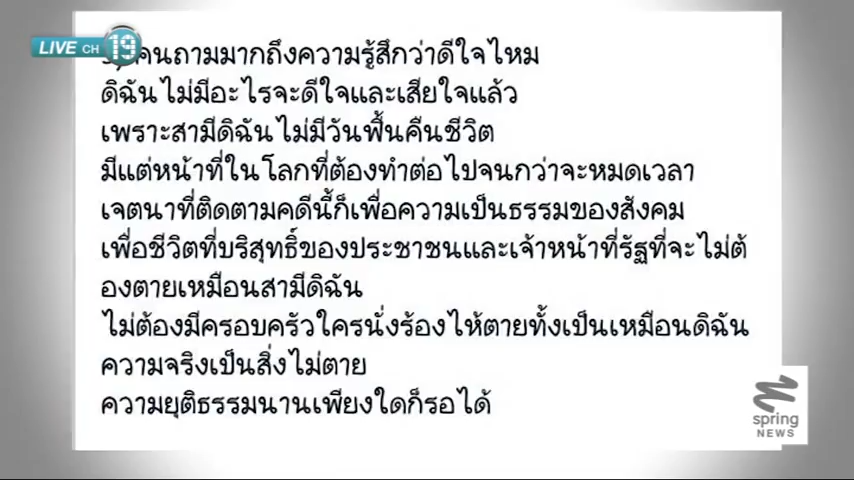 LIVE CH 19
คนถามมากถึงความรู้สึกว่าดีใจไหม
ดิฉันไม่มีอะไรจะดีใจและเสียใจแล้ว
เพราะสามีดิฉันไม่มีวันฟื้นคืนชีวิต
มีแต่หน้าที่ในโลกที่ต้องทำต่อไปจนกว่าจะหมดเวลา
เจตนาที่ติดตามคดีนี้ก็เพื่อความเป็นธรรมของสังคม
เพื่อชีวิตที่บริสุทธิ์ของประชาชนและเจ้าหน้าที่รัฐที่จะไม่ต้
องตายเหมือนสามีดิฉัน
ไม่ต้องมีครอบครัวใครนั่งร้องไห้ตายทั้งเป็นเหมือนดิฉัน
ความจริงเป็นสิ่งไม่ตาย
ความยุติธรรมนานเพียงใดก็รอได้
spring
NEWS